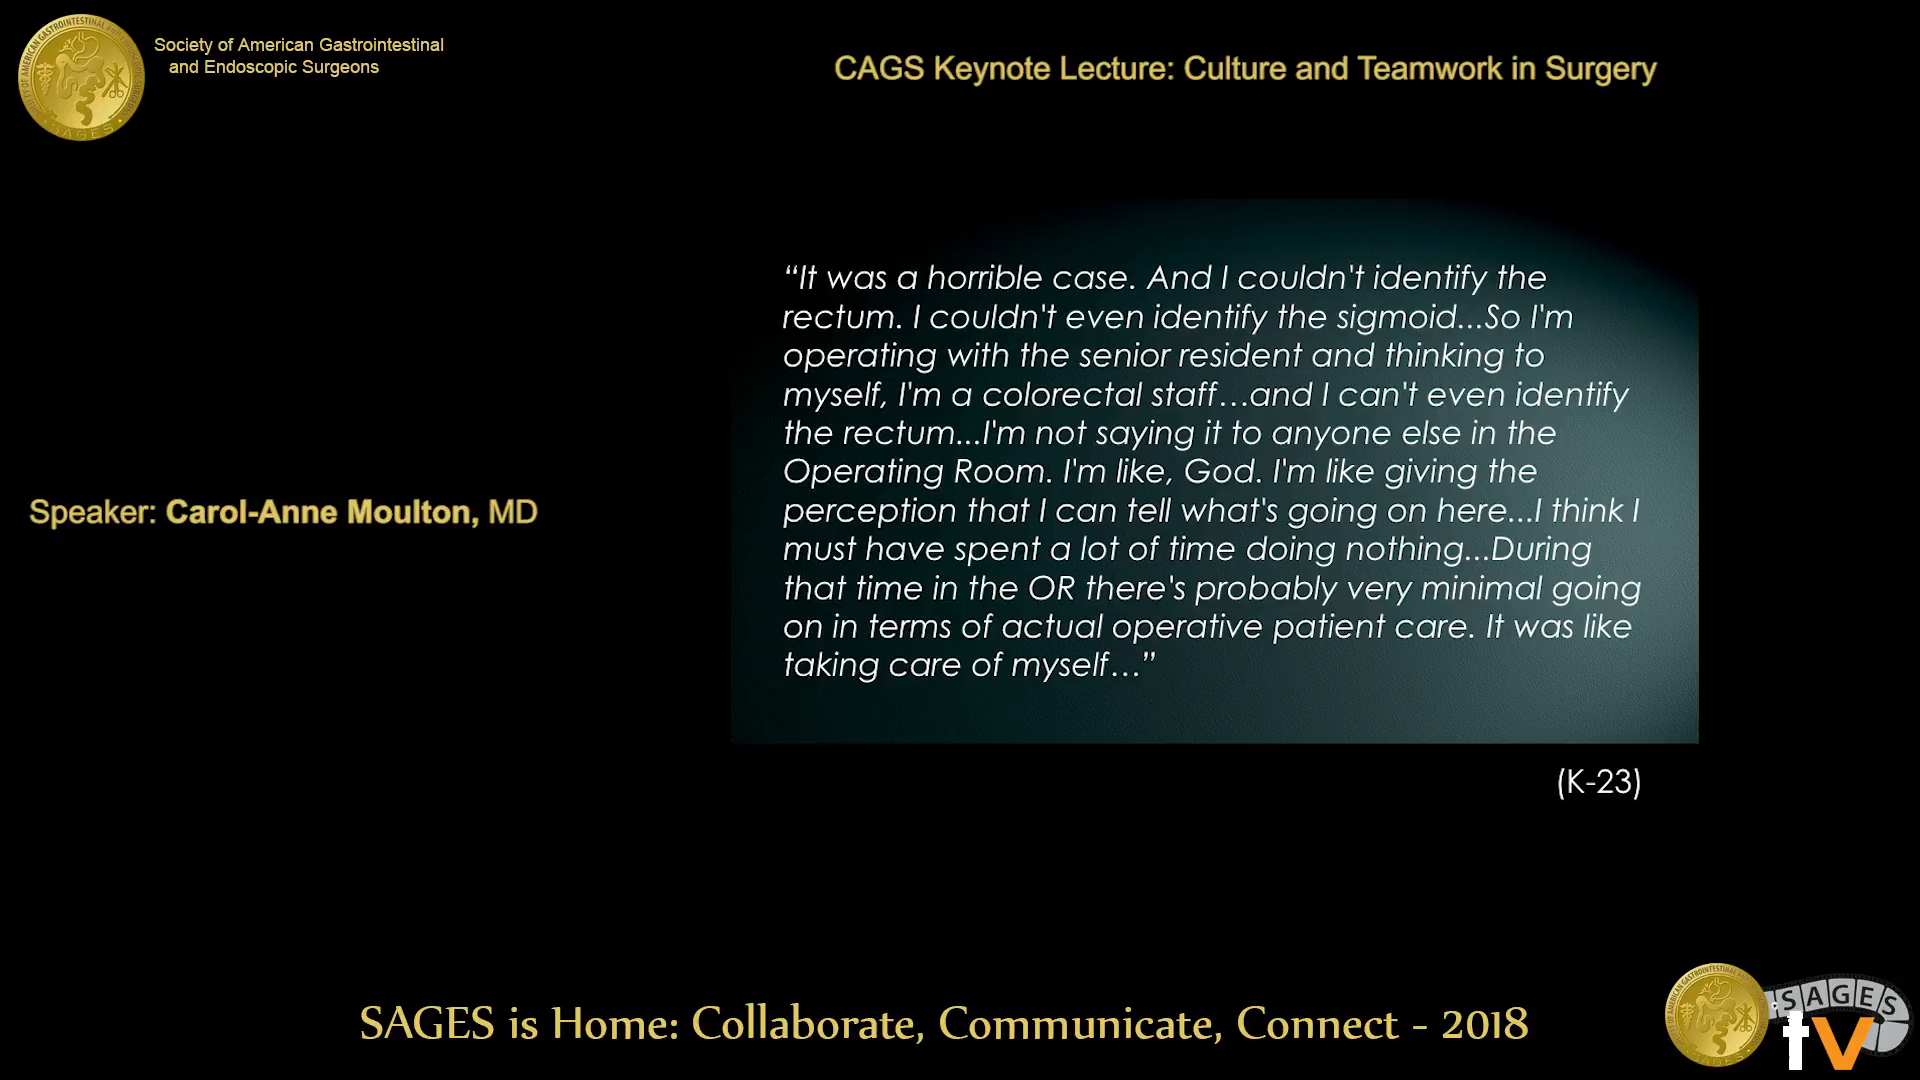 Society of American Gastrointestinal
and Endoscopic Surgeons
CAGS Keynote Lecture: Culture and Teamwork in Surgery
“It was a horrible case. And I couldn't identify the
rectum. I couldn't even identify the sigmoid...So I'm
operating with the senior resident and thinking to
myself, I'm a colorectal staff…and I can't even identify
the rectum...I'm not saying it to anyone else in the
Operating Room. I'm like, God. I'm like giving the
perception that I can tell what's going on here...I think I
must have spent a lot of time doing nothing...During
that time in the OR there's probably very minimal going
on in terms of actual operative patient care. It was like
taking care of myself…”
Speaker: Carol-Anne Moulton, MD
(K-23)
SAGES is Home: Collaborate, Communicate, Connect - 2018
SAGES
tv